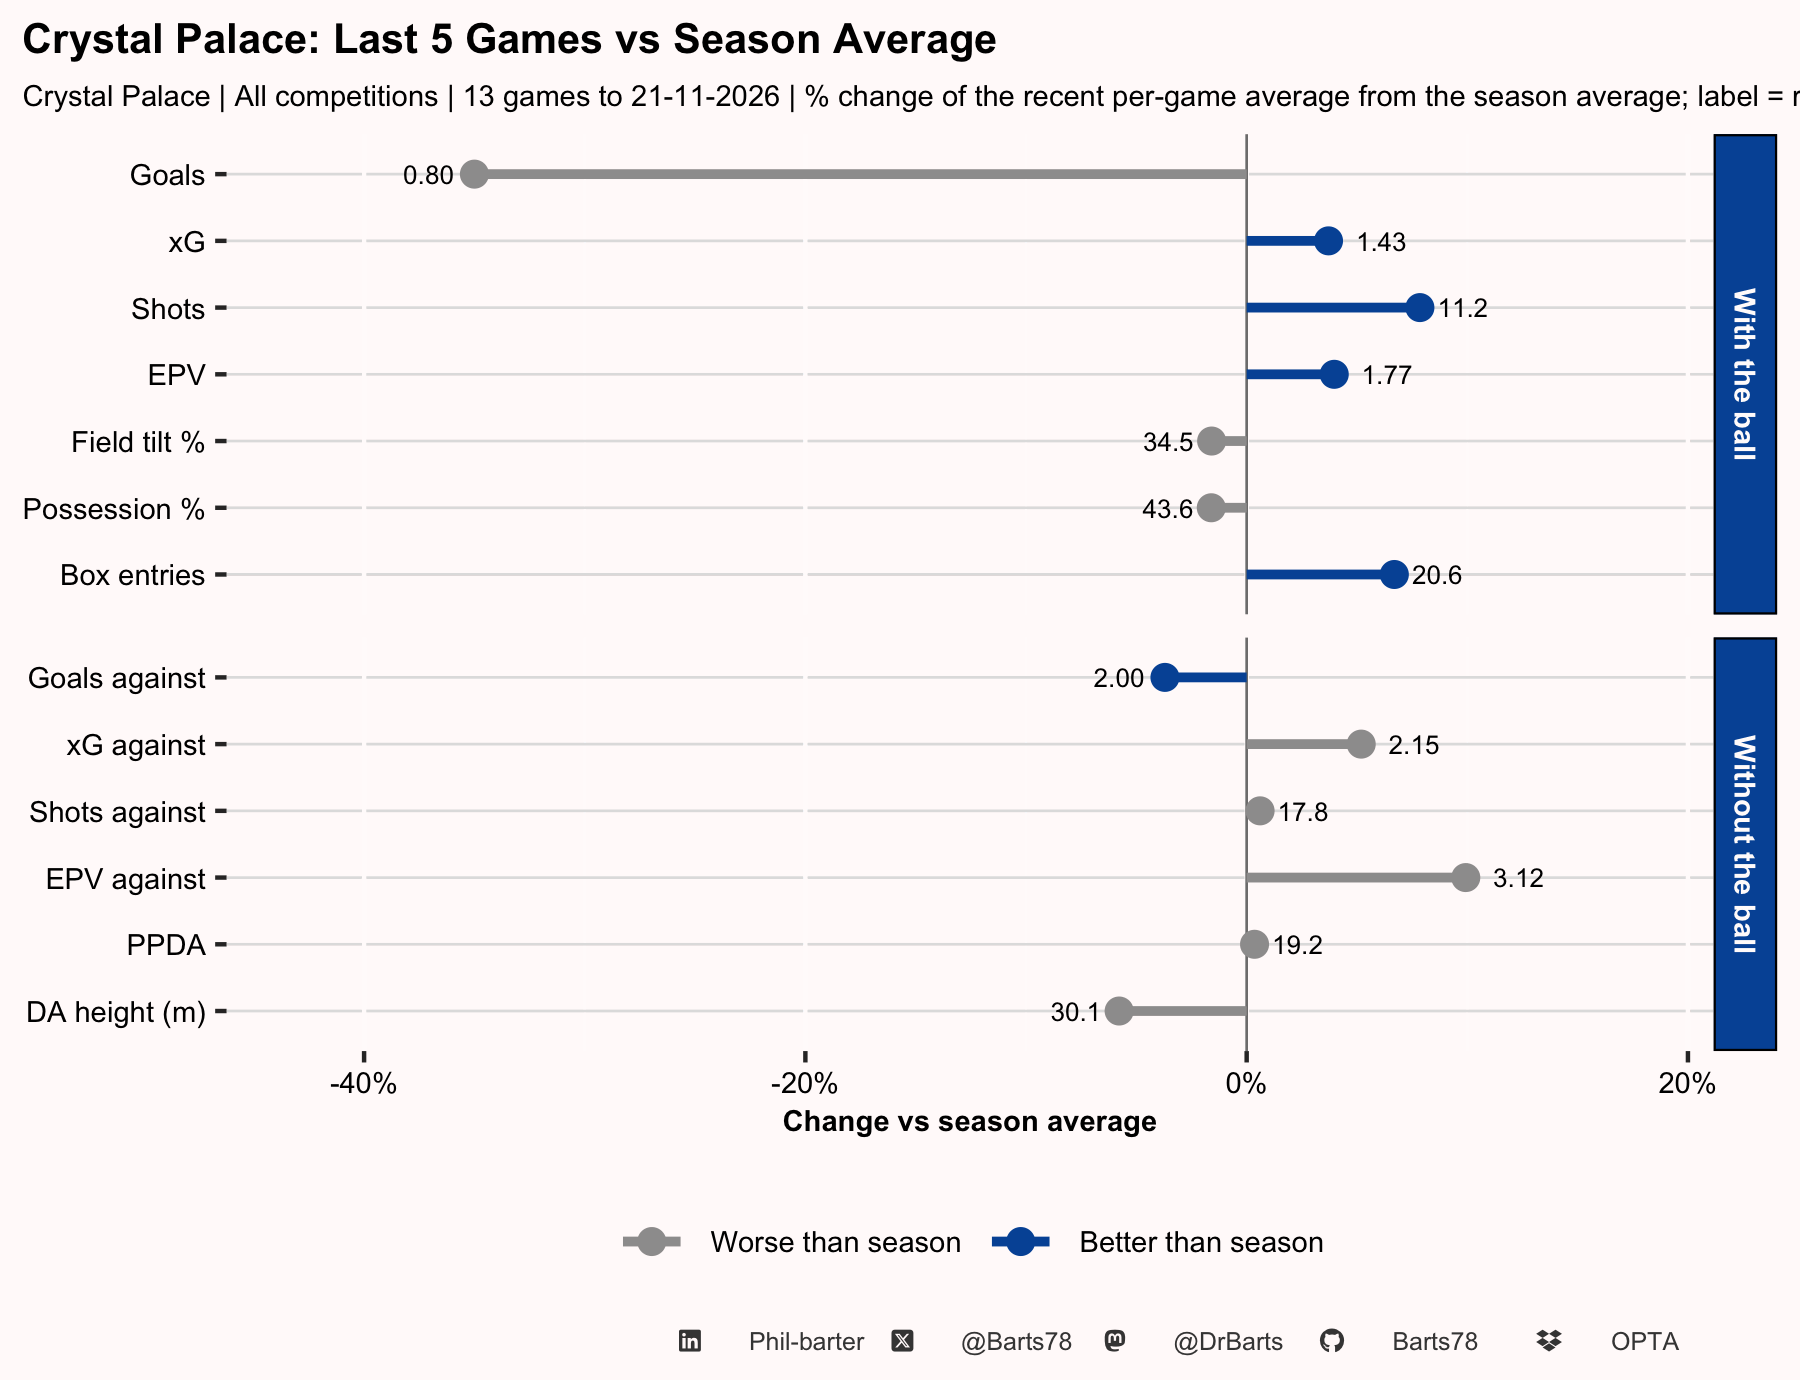 Crystal Palace: Last 5 Games vs Season Average
Crystal Palace | All competitions | 13 games to 21-11-2026 | % change of the recent per-game average from the season average; label = r
Goals 0.80
xG 1.43
Shots 11.2
EPV 1.77
Field tilt % 34.5
Possession % 43.6
Box entries 20.6
With the ball
Goals against 2.00
xG against 2.15
Shots against 17.8
EPV against 3.12
PPDA 19.2
DA height (m) 30.1
Without the ball
-40% -20% 0% 20%
Change vs season average
Worse than season Better than season
Phil-barter @Barts78 @DrBarts Barts78 OPTA